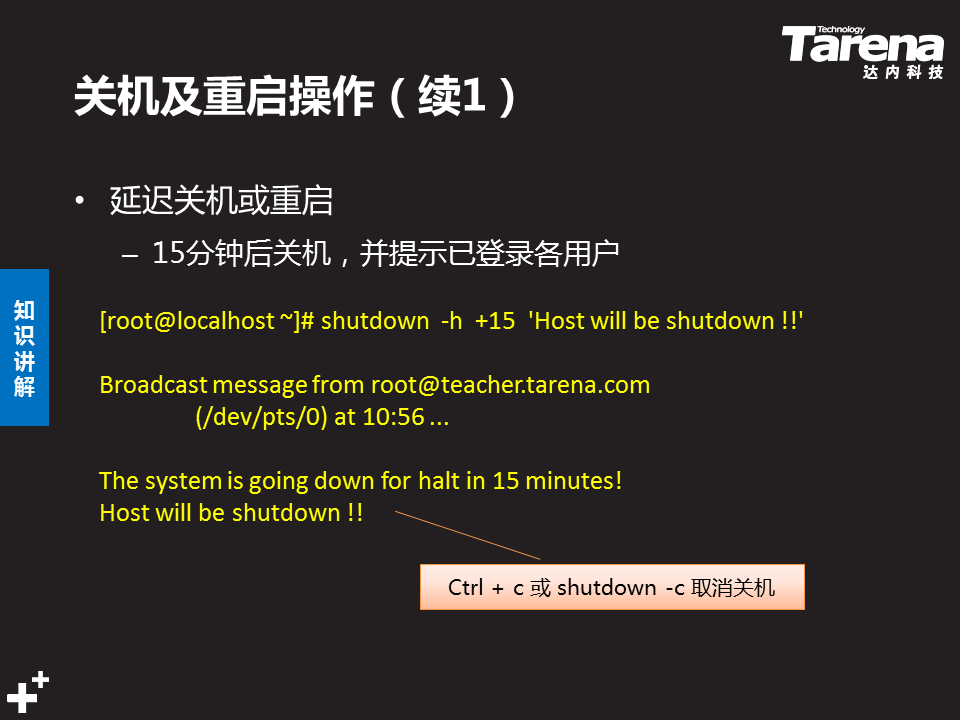 Technology
Tarena
达内科技
关机及重启操作（续1）
• 延迟关机或重启
– 15分钟后关机，并提示已登录各用户
知识讲解
[root@localhost ~]# shutdown -h +15 'Host will be shutdown !!'
Broadcast message from root@teacher.tarena.com
(/dev/pts/0) at 10:56 ...
The system is going down for halt in 15 minutes!
Host will be shutdown !!
Ctrl + c 或 shutdown -c 取消关机